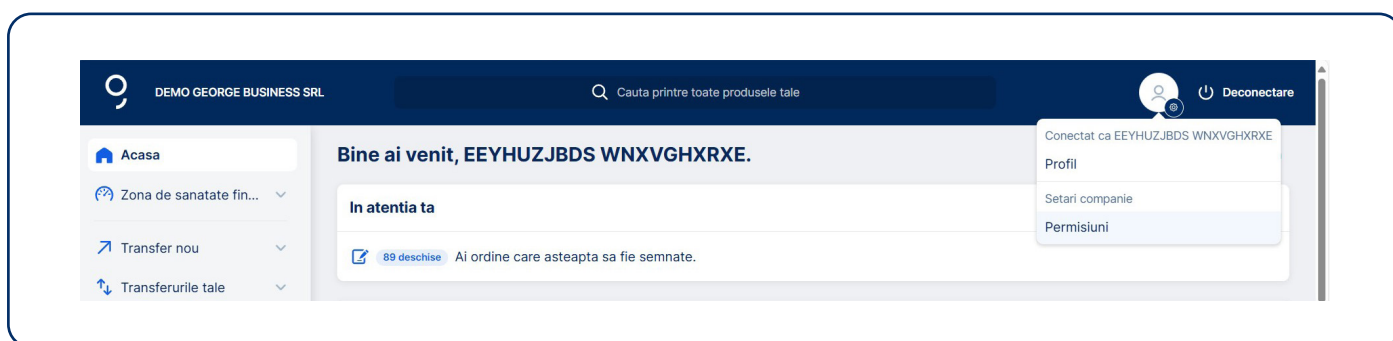 DEMO GEORGE BUSINESS SRL
Cauta printre toate produsele tale
Deconectare
Conectat ca EEYHUZJBDS WNXVGHXRXE
Profil
Setari companie
Permisiuni
Acasa
Zona de sanatate fin...
Transfer nou
Transferurile tale
Bine ai venit, EEYHUZJBDS WNXVGHXRXE.
In atentia ta
89 deschise Ai ordine care asteapta sa fie semnate.